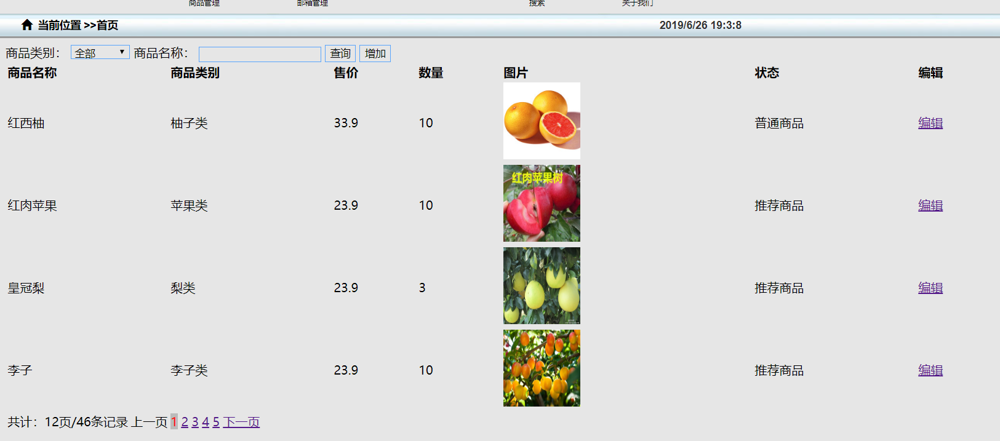 商品管理 邮箱管理 搜索 关于我们
当前位置 >>首页 2019/6/26 19:3:8
商品类别： 全部 商品名称： 查询 增加
商品名称 商品类别 售价 数量 图片 状态 编辑
红西柚 柚子类 33.9 10 普通商品 编辑
红肉苹果树
红肉苹果 苹果类 23.9 10 推荐商品 编辑
皇冠梨 梨类 23.9 3 推荐商品 编辑
李子 李子类 23.9 10 推荐商品 编辑
共计：12页/46条记录 上一页 1 2 3 4 5 下一页